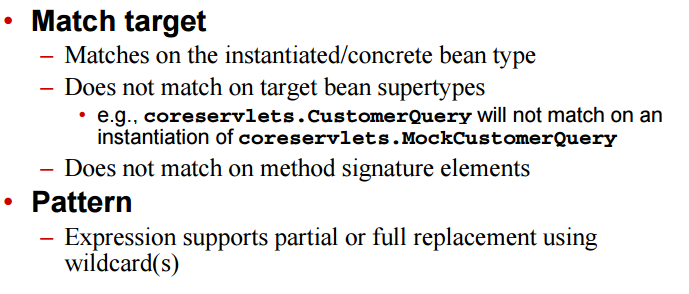 • Match target
– Matches on the instantiated/concrete bean type
– Does not match on target bean supertypes
• e.g., coreservlets.CustomerQuery will not match on an
instantiation of coreservlets.MockCustomerQuery
– Does not match on method signature elements
• Pattern
– Expression supports partial or full replacement using
wildcard(s)